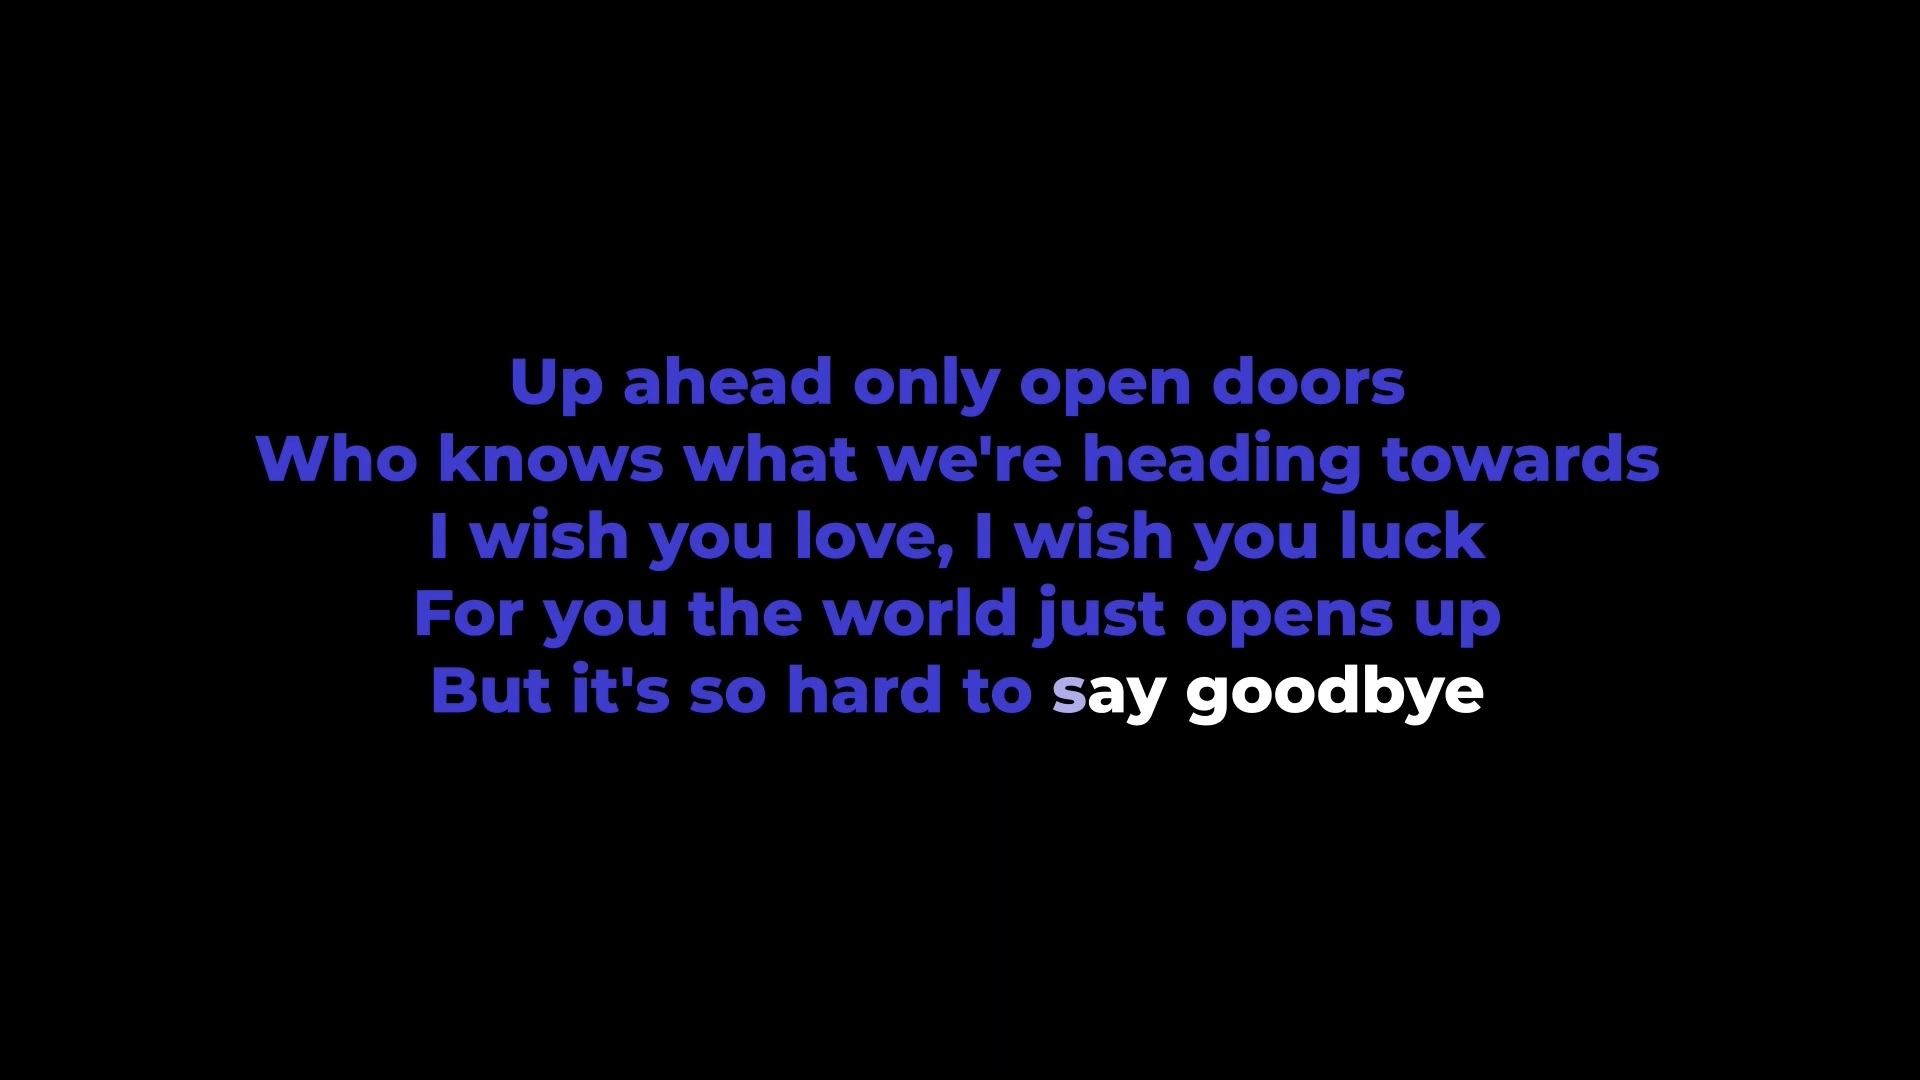 Up ahead only open doors
Who knows what we're heading towards
I wish you love, I wish you luck
For you the world just opens up
But it's so hard to say goodbye